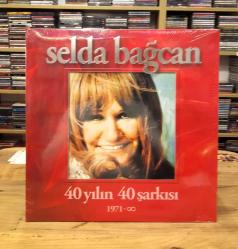 selda bağcan
40 yılın 40 şarkısı
1971-∞